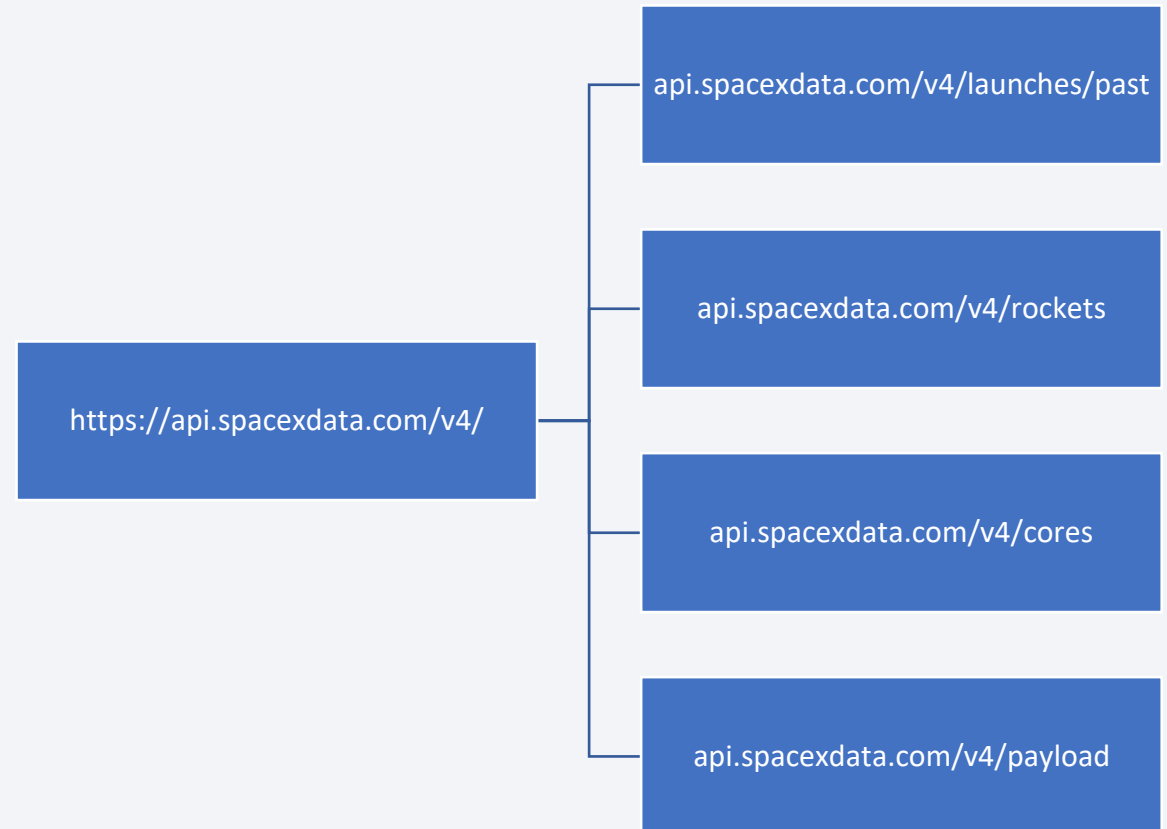 api.spacexdata.com/v4/launches/past
api.spacexdata.com/v4/rockets
https://api.spacexdata.com/v4/
api.spacexdata.com/v4/cores
api.spacexdata.com/v4/payload